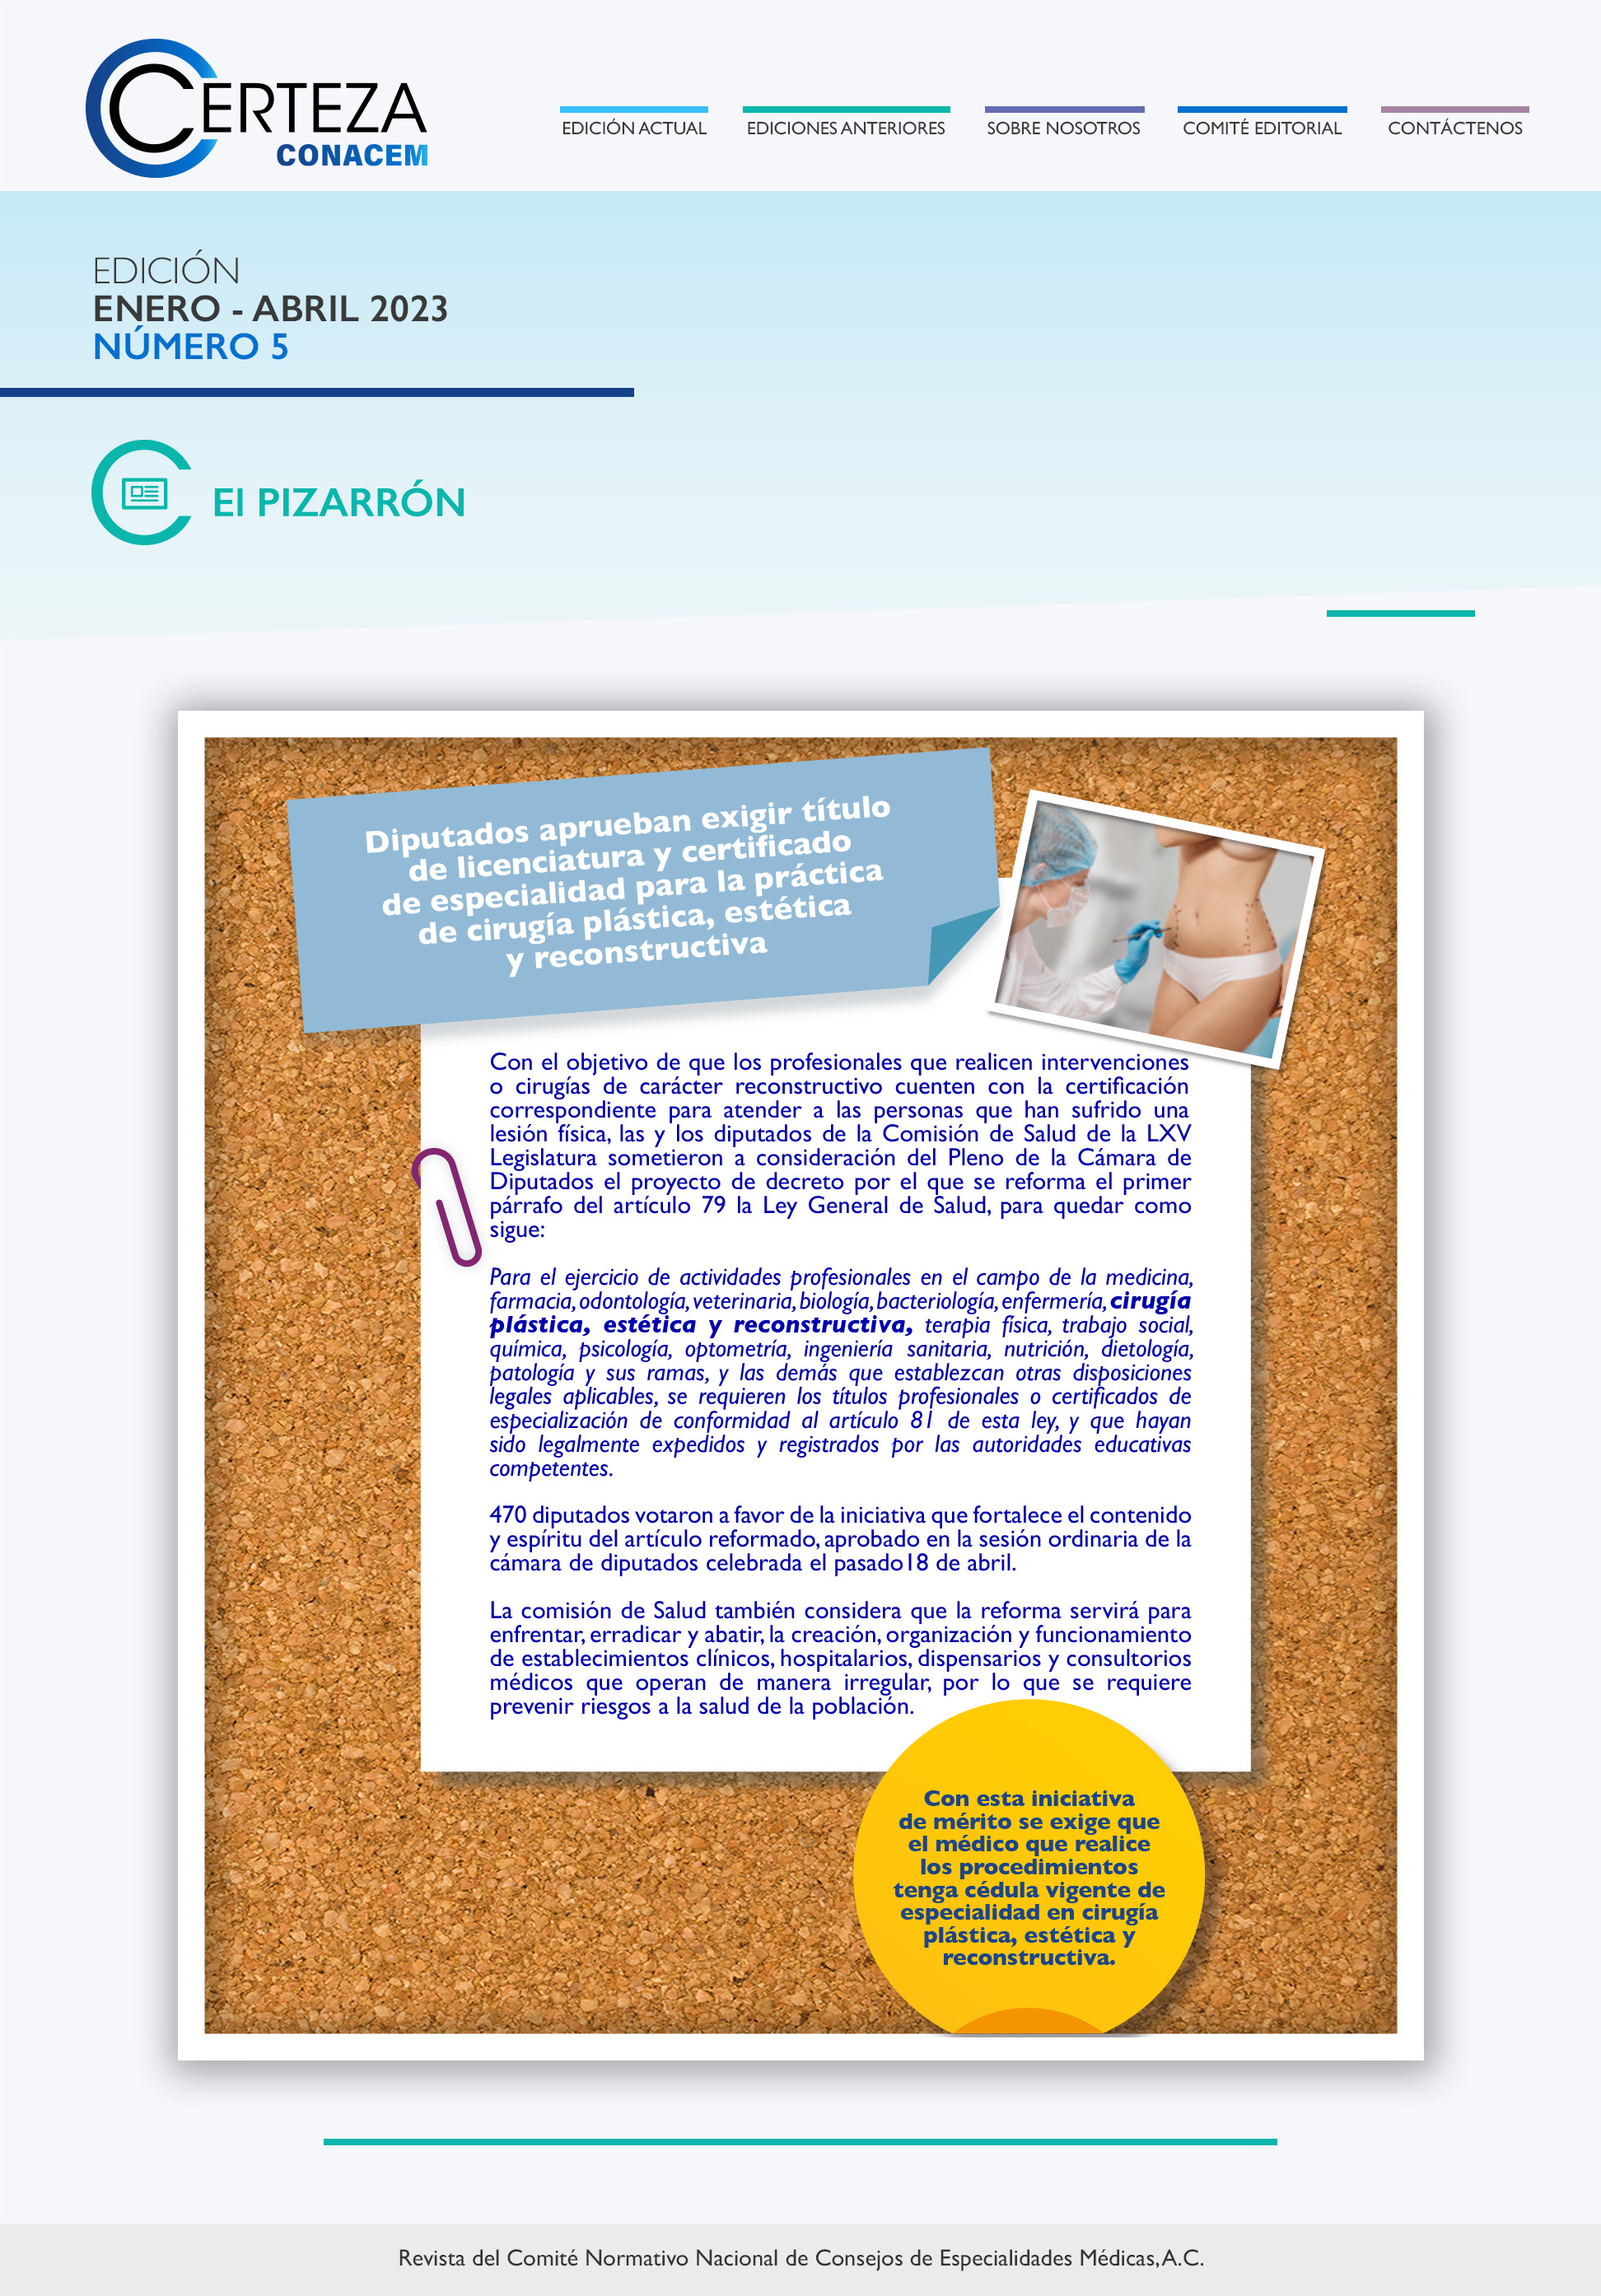 CERTEZA
CONACEM
EDICIÓN ACTUAL
EDICIONES ANTERIORES
SOBRE NOSOTROS
COMITÉ EDITORIAL
CONTÁCTENOS
EDICIÓN
ENERO - ABRIL 2023
NÚMERO 5
El PIZARRÓN
Diputados aprueban exigir título
de licenciatura y certificado
de especialidad para la práctica
de cirugía plástica, estética
y reconstructiva
Con el objetivo de que los profesionales que realicen intervenciones
o cirugías de carácter reconstructivo cuenten con la certificación
correspondiente para atender a las personas que han sufrido una
lesión física, las y los diputados de la Comisión de Salud de la LXV
Legislatura sometieron a consideración del Pleno de la Cámara de
Diputados el proyecto de decreto por el que se reforma el primer
párrafo del artículo 79 la Ley General de Salud, para quedar como
sigue:
Para el ejercicio de actividades profesionales en el campo de la medicina,
farmacia, odontología, veterinaria, biología, bacteriología, enfermería, cirugía
plástica, estética y reconstructiva, terapia física, trabajo social,
química, psicología, optometría, ingeniería sanitaria, nutrición, dietología,
patología y sus ramas, y las demás que establezcan otras disposiciones
legales aplicables, se requieren los títulos profesionales o certificados de
especialización de conformidad al artículo 81 de esta ley, y que hayan
sido legalmente expedidos y registrados por las autoridades educativas
competentes.
470 diputados votaron a favor de la iniciativa que fortalece el contenido
y espíritu del artículo reformado, aprobado en la sesión ordinaria de la
cámara de diputados celebrada el pasado18 de abril.
La comisión de Salud también considera que la reforma servirá para
enfrentar, erradicar y abatir, la creación, organización y funcionamiento
de establecimientos clínicos, hospitalarios, dispensarios y consultorios
médicos que operan de manera irregular, por lo que se requiere
prevenir riesgos a la salud de la población.
Con esta iniciativa
de mérito se exige que
el médico que realice
los procedimientos
tenga cédula vigente de
especialidad en cirugía
plástica, estética y
reconstructiva.
Revista del Comité Normativo Nacional de Consejos de Especialidades Médicas, A.C.